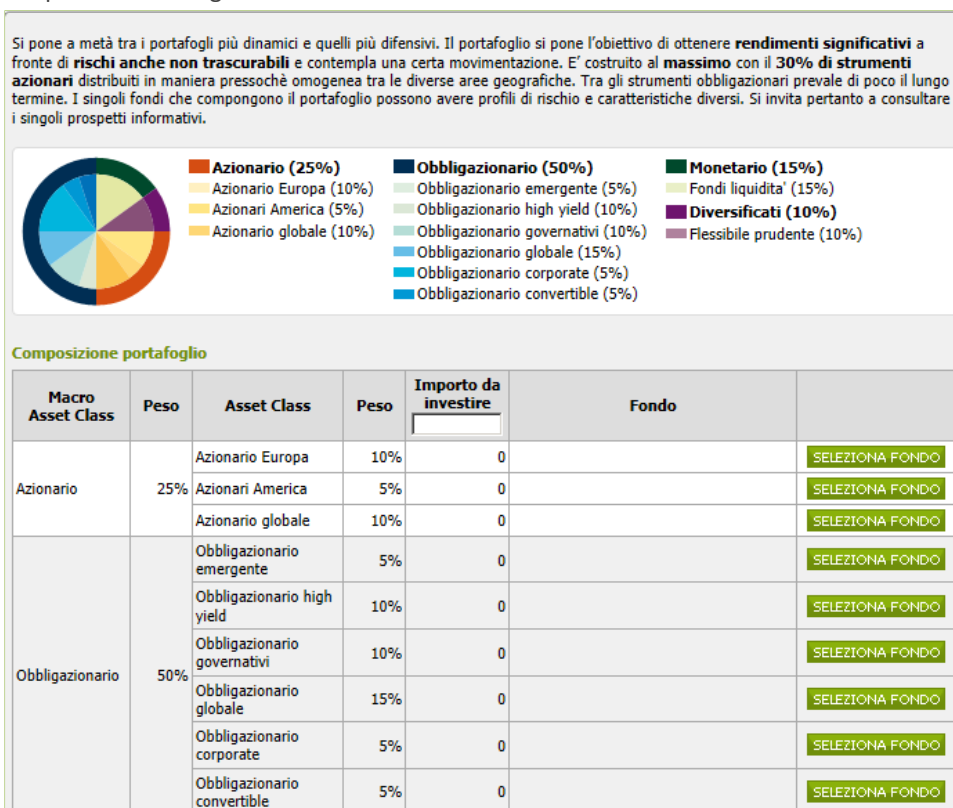 Si pone a metà tra i portafogli più dinamici e quelli più difensivi. Il portafoglio si pone l'obiettivo di ottenere rendimenti significativi a
fronte di rischi anche non trascurabili e contempla una certa movimentazione. E' costruito al massimo con il 30% di strumenti
azionari distribuiti in maniera pressochè omogenea tra le diverse aree geografiche. Tra gli strumenti obbligazionari prevale di poco il lungo
termine. I singoli fondi che compongono il portafoglio possono avere profili di rischio e caratteristiche diversi. Si invita pertanto a consultare
i singoli prospetti informativi.
Azionario (25%)
Azionario Europa (10%)
Azionari America (5%)
Azionario globale (10%)
Obbligazionario (50%)
Obbligazionario emergente (5%)
Obbligazionario high yield (10%)
Obbligazionario governativi (10%)
Obbligazionario globale (15%)
Obbligazionario corporate (5%)
Obbligazionario convertible (5%)
Monetario (15%)
Fondi liquidita' (15%)
Diversificati (10%)
Flessibile prudente (10%)
Composizione portafoglio
Macro
Asset Class
Peso
Asset Class
Peso
Importo da
investire
Fondo
Azionario
25%
Azionario Europa 10% 0 SELEZIONA FONDO
Azionari America 5% 0 SELEZIONA FONDO
Azionario globale 10% 0 SELEZIONA FONDO
Obbligazionario
50%
Obbligazionario
emergente
5% 0 SELEZIONA FONDO
Obbligazionario high
yield
10% 0 SELEZIONA FONDO
Obbligazionario
governativi
10% 0 SELEZIONA FONDO
Obbligazionario
globale
15% 0 SELEZIONA FONDO
Obbligazionario
corporate
5% 0 SELEZIONA FONDO
Obbligazionario
convertible
5% 0 SELEZIONA FONDO